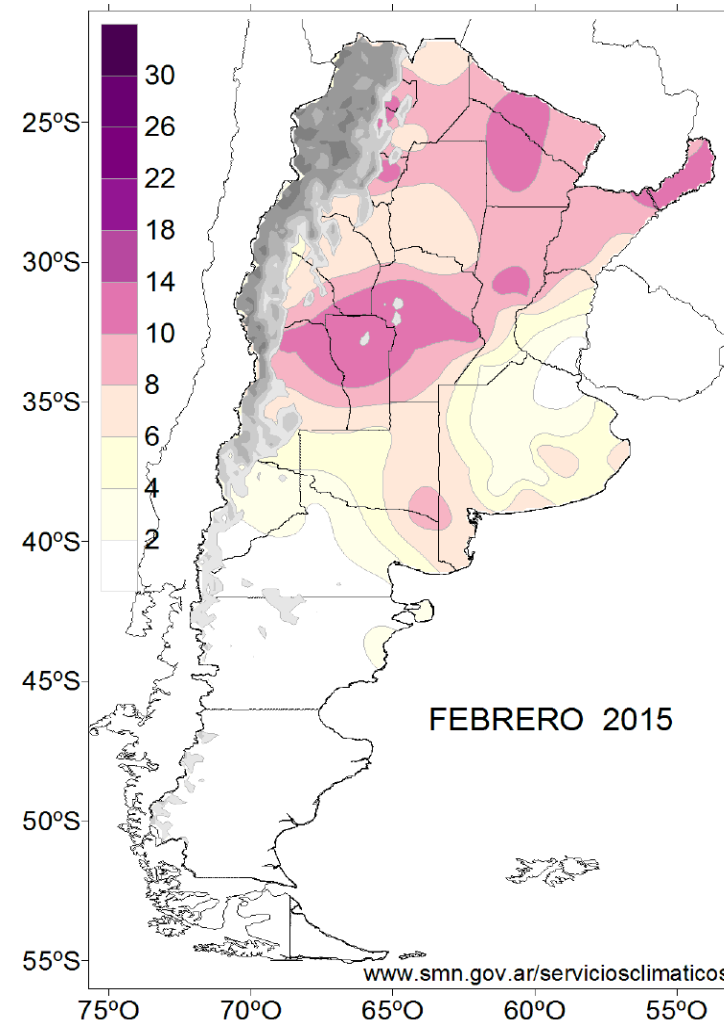 30
26
25ºS
22
18
30ºS
14
10
8
35ºS
6
4
2
40ºS
45ºS
FEBRERO 2015
50ºS
55ºS
www.smn.gov.ar/serviciosclimaticos
75ºO 70ºO 65ºO 60ºO 55ºO